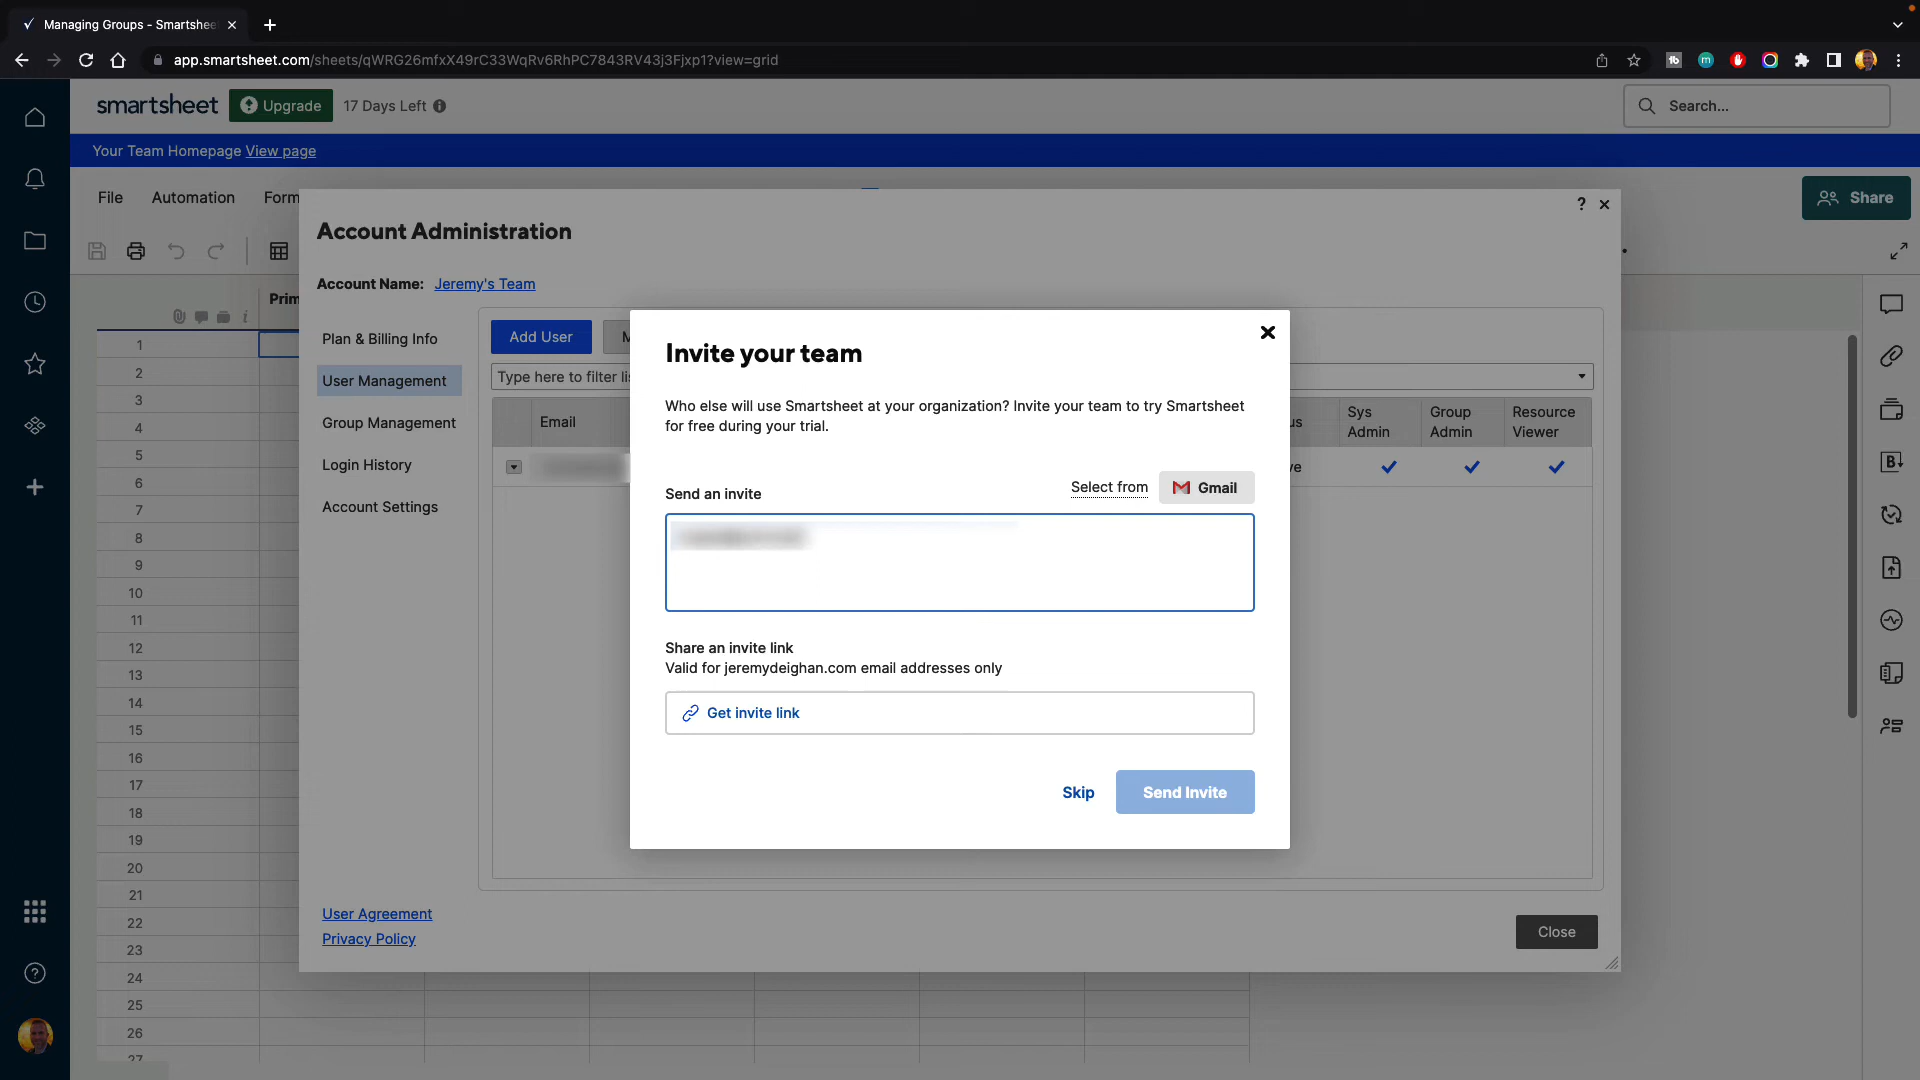 Managing Groups - Smartshee
app.smartsheet.com/sheets/qWRG26mfxX49rC33WqRv6RhPC7843RV43j3Fjxp1?view=grid
smartsheet
Upgrade
17 Days Left
Search...
Your Team Homepage View page
File
Automation
Form
Share
Account Administration
? ×
Account Name: Jeremy's Team
Prim
Plan & Billing Info
User Management
Group Management
Login History
Account Settings
Add User
M
Type here to filter lis
Email
us
Sys
Admin
Group
Admin
Resource
Viewer
ve
Invite your team
Who else will use Smartsheet at your organization? Invite your team to try Smartsheet
for free during your trial.
Send an invite
Select from
Gmail
Share an invite link
Valid for jeremydeighan.com email addresses only
Get invite link
Skip
Send Invite
User Agreement
Privacy Policy
Close
1
2
3
4
5
6
7
8
9
10
11
12
13
14
15
16
17
18
19
20
21
22
23
24
25
26
27